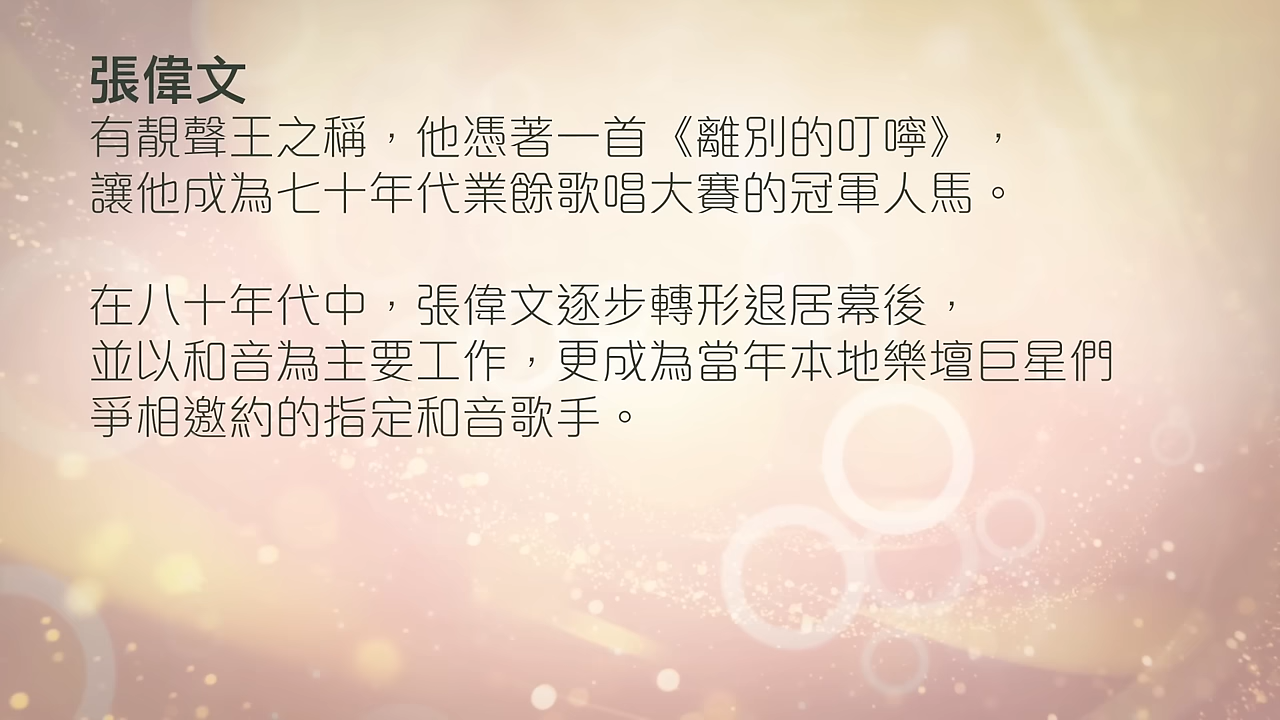 張偉文
有靚聲王之稱，他憑著一首《離別的叮嚀》，
讓他成為七十年代業餘歌唱大賽的冠軍人馬。
在八十年代中，張偉文逐步轉形退居幕後，
並以和音為主要工作，更成為當年本地樂壇巨星們
爭相邀約的指定和音歌手。